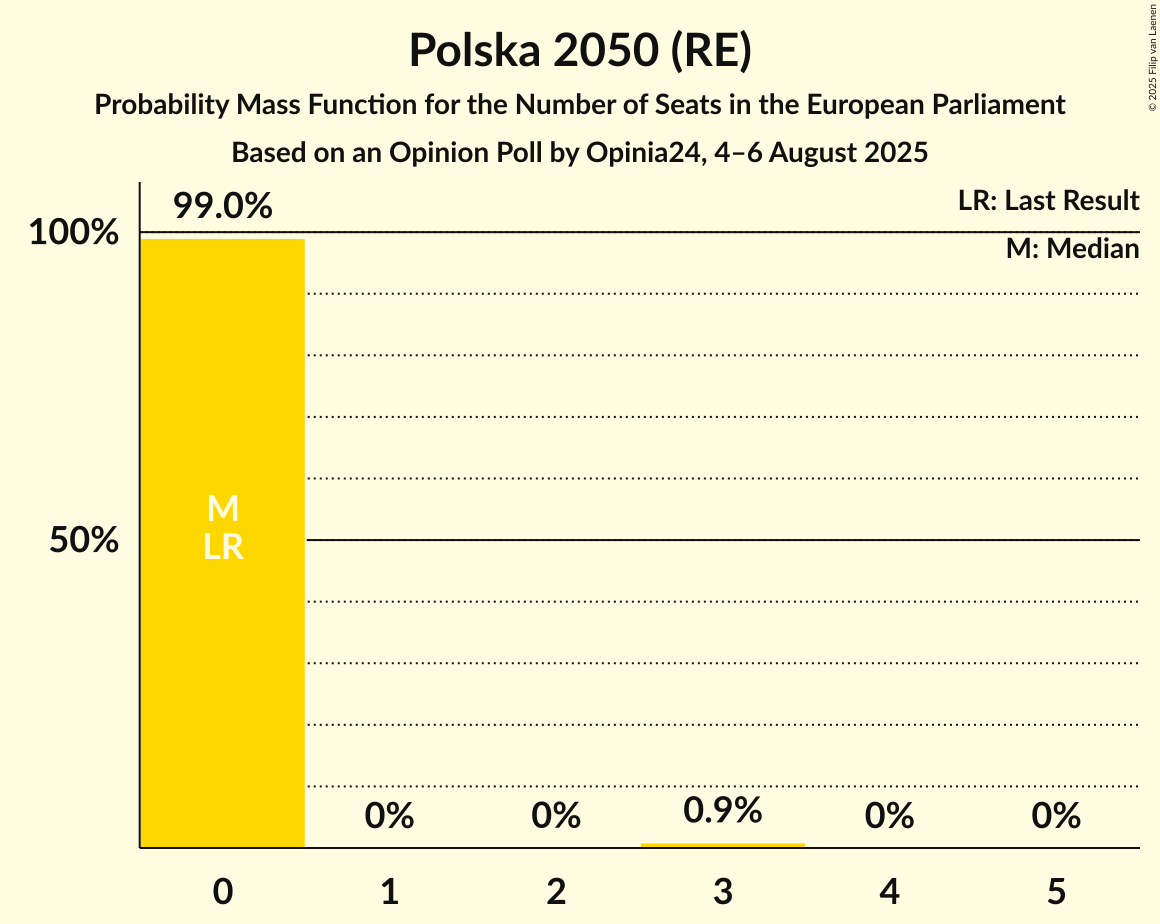 Polska 2050 (RE)
Probability Mass Function for the Number of Seats in the European Parliament
Based on an Opinion Poll by Opinia24, 4–6 August 2025
© 2025 Filip van Laenen
LR: Last Result
M: Median
99.0%
100%
50%
M
LR
0%
0%
0.9%
0%
0%
0
1
2
3
4
5